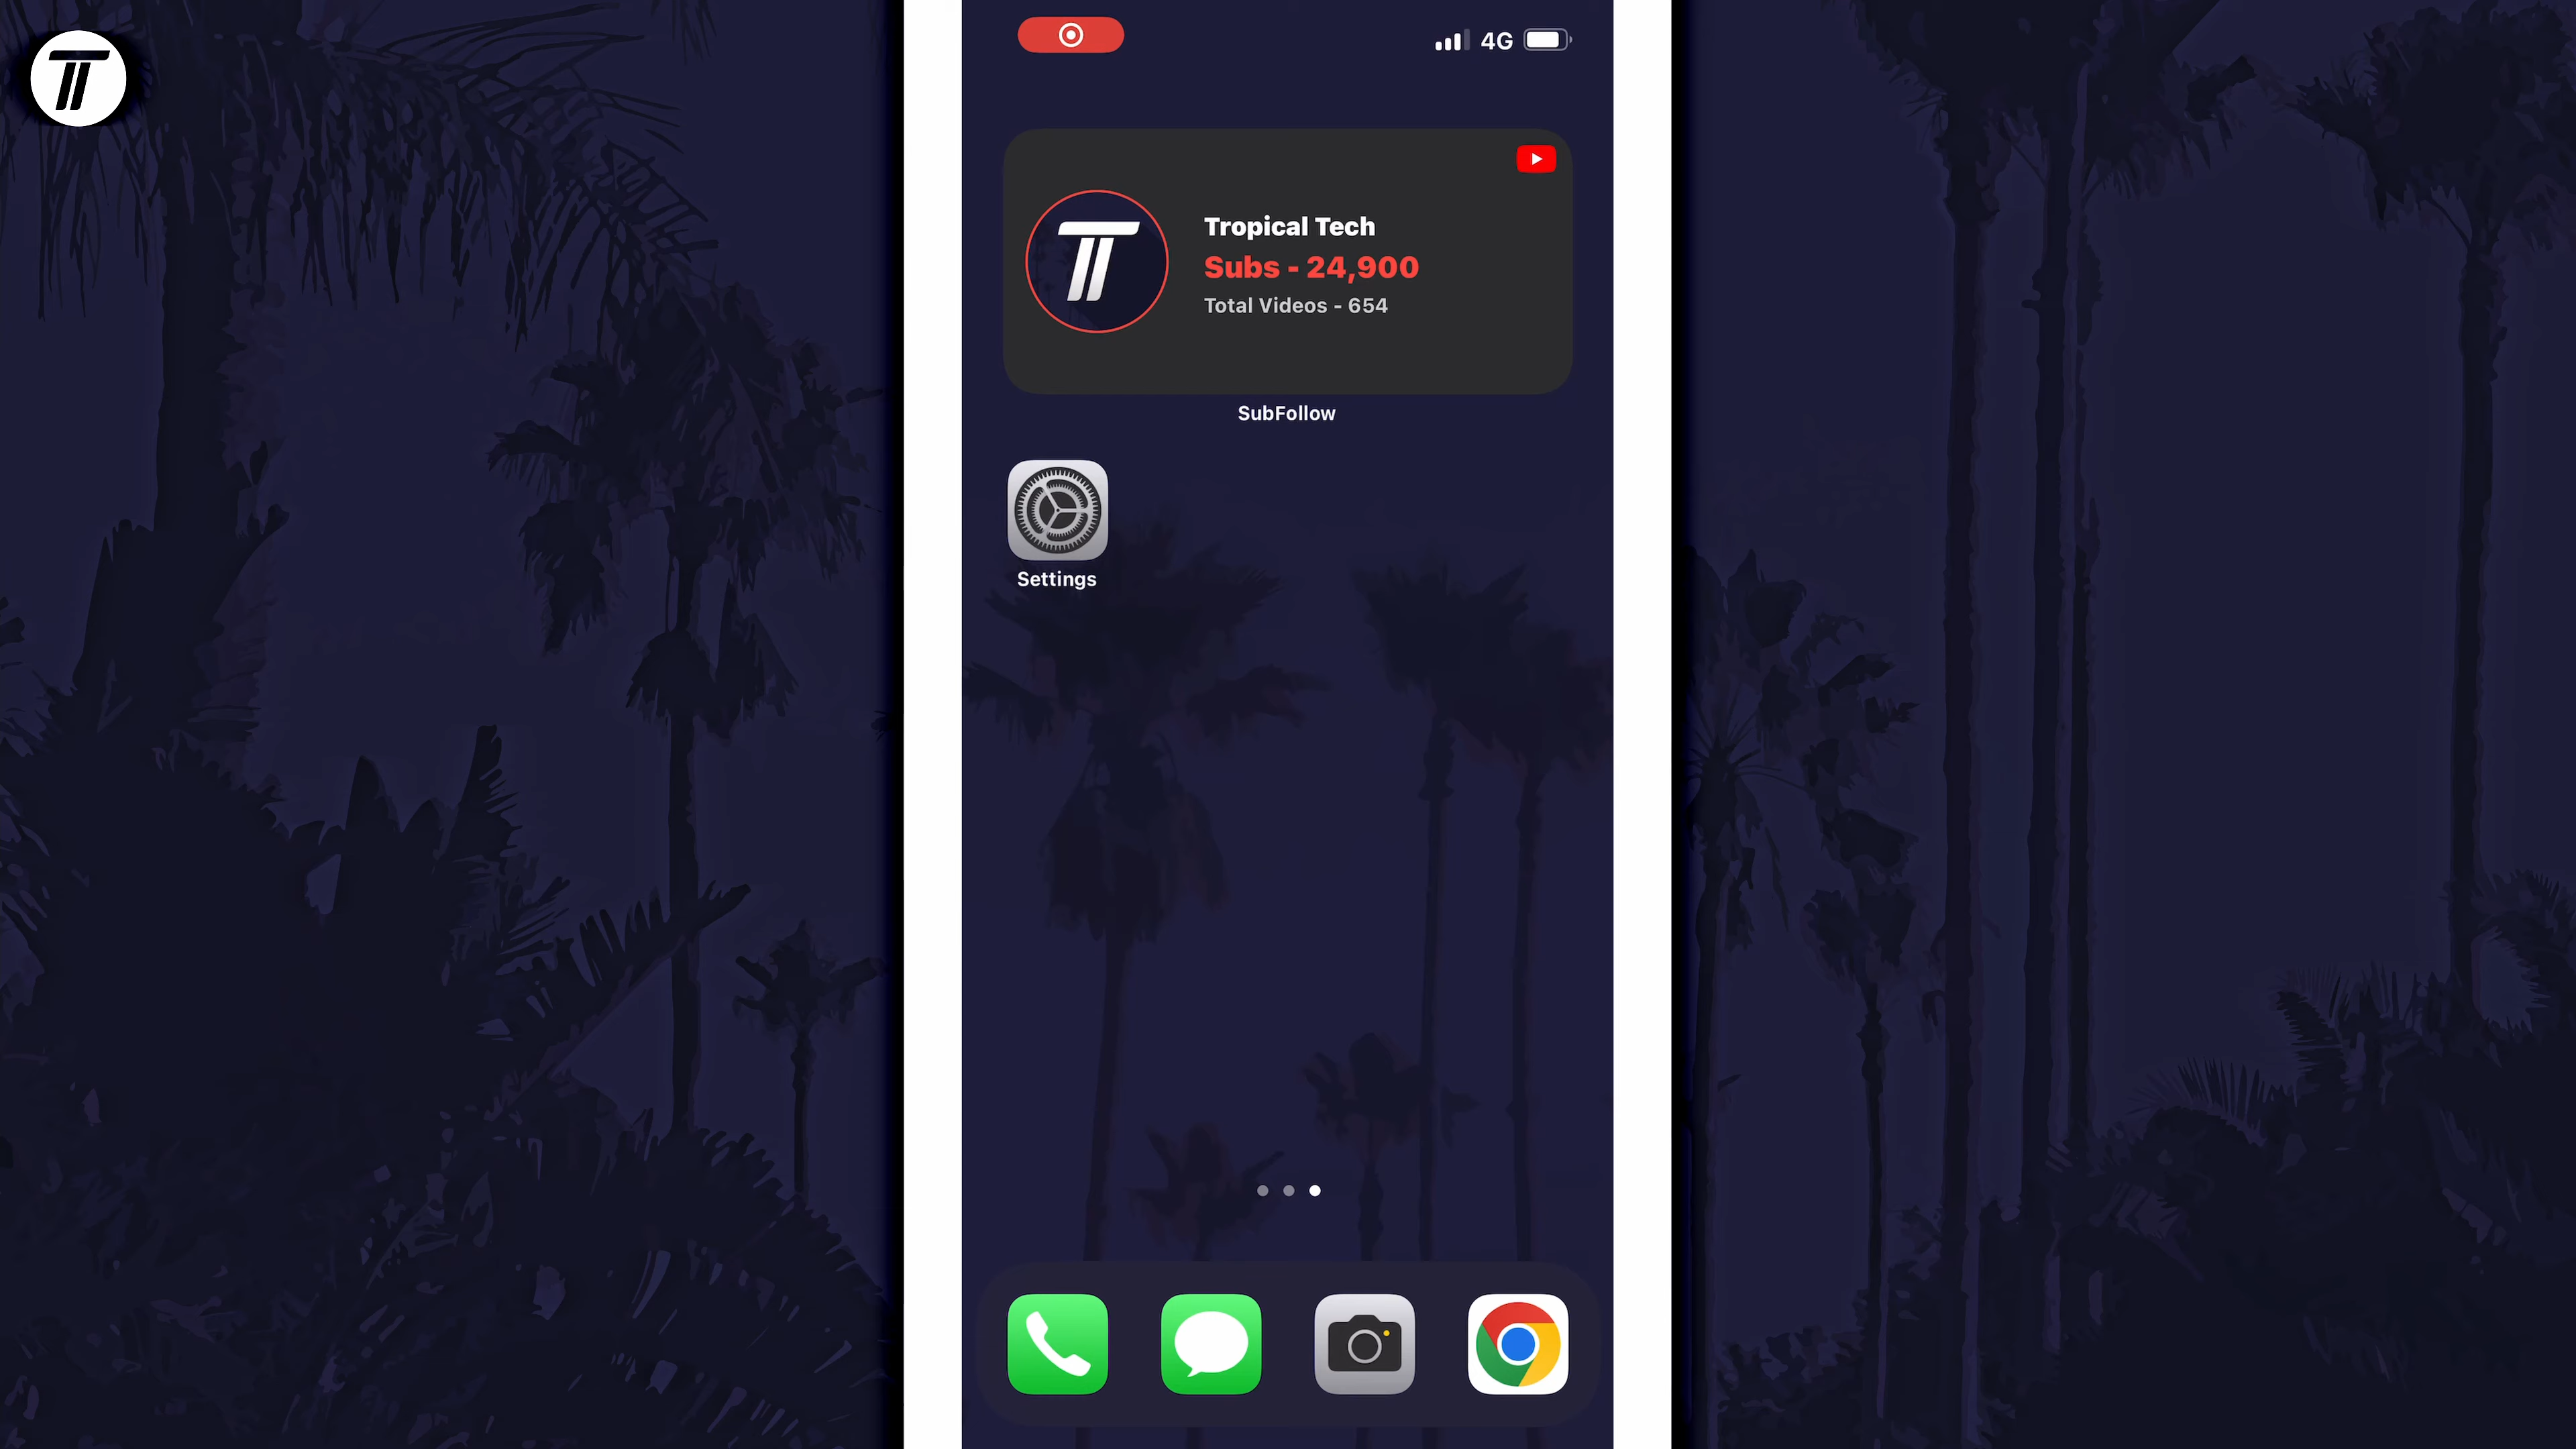 4G
Tropical Tech
Subs - 24,900
Total Videos - 654
SubFollow
Settings